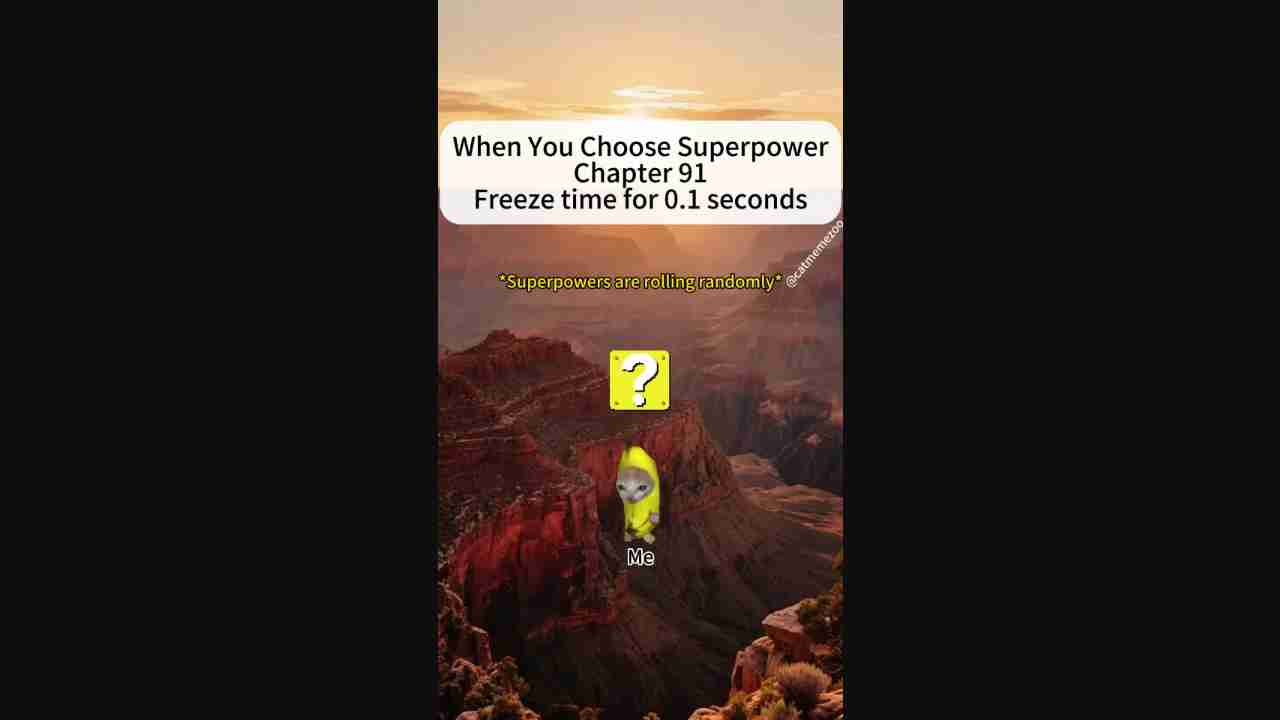 When You Choose Superpower
Chapter 91
Freeze time for 0.1 seconds
@catmemezoo
*Superpowers are rolling randomly*
?
Me